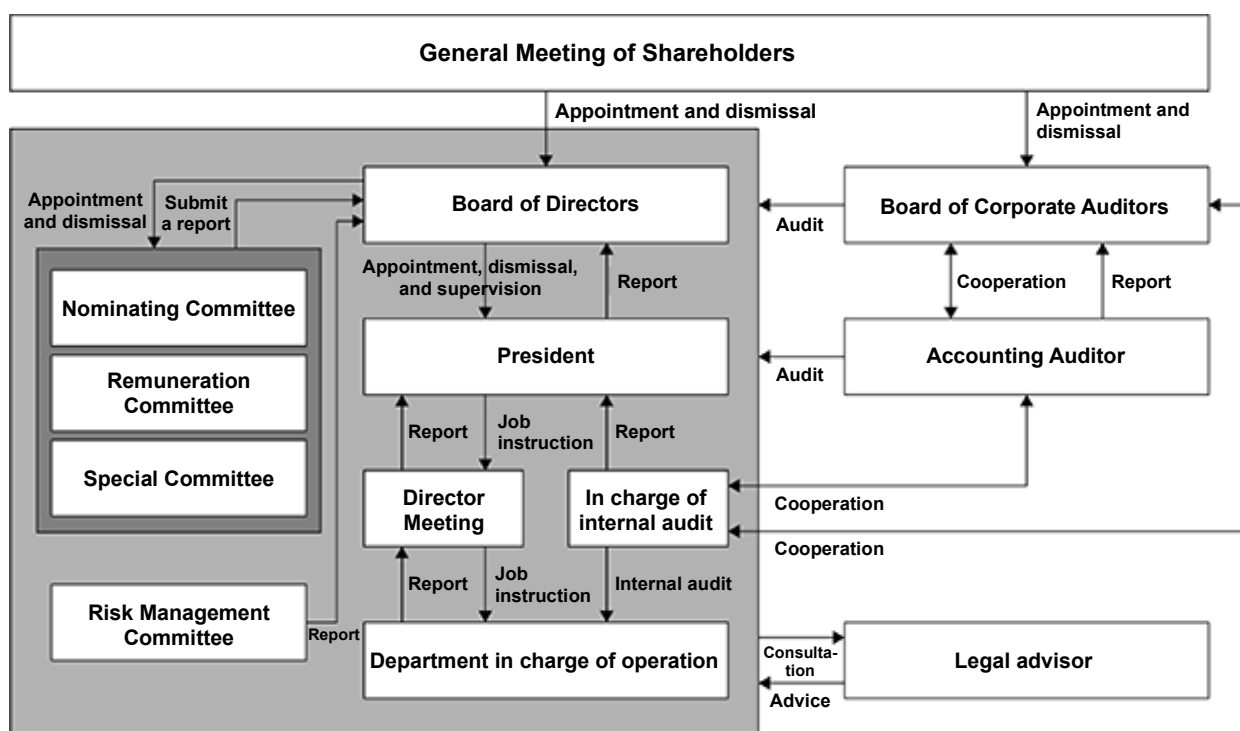 General Meeting of Shareholders
Appointment and dismissal
Appointment and
dismissal
Appointment
and dismissal
Submit
a report
Board of Directors
Audit
Board of Corporate Auditors
Appointment, dismissal,
and supervision
Report
Cooperation
Report
Nominating Committee
Remuneration
Committee
Special Committee
President
Audit
Accounting Auditor
Report
Job
instruction
Report
Director
Meeting
In charge of
internal audit
Cooperation
Cooperation
Report
Job
instruction
Internal audit
Risk Management
Committee
Report
Department in charge of operation
Consulta-
tion
Advice
Legal advisor